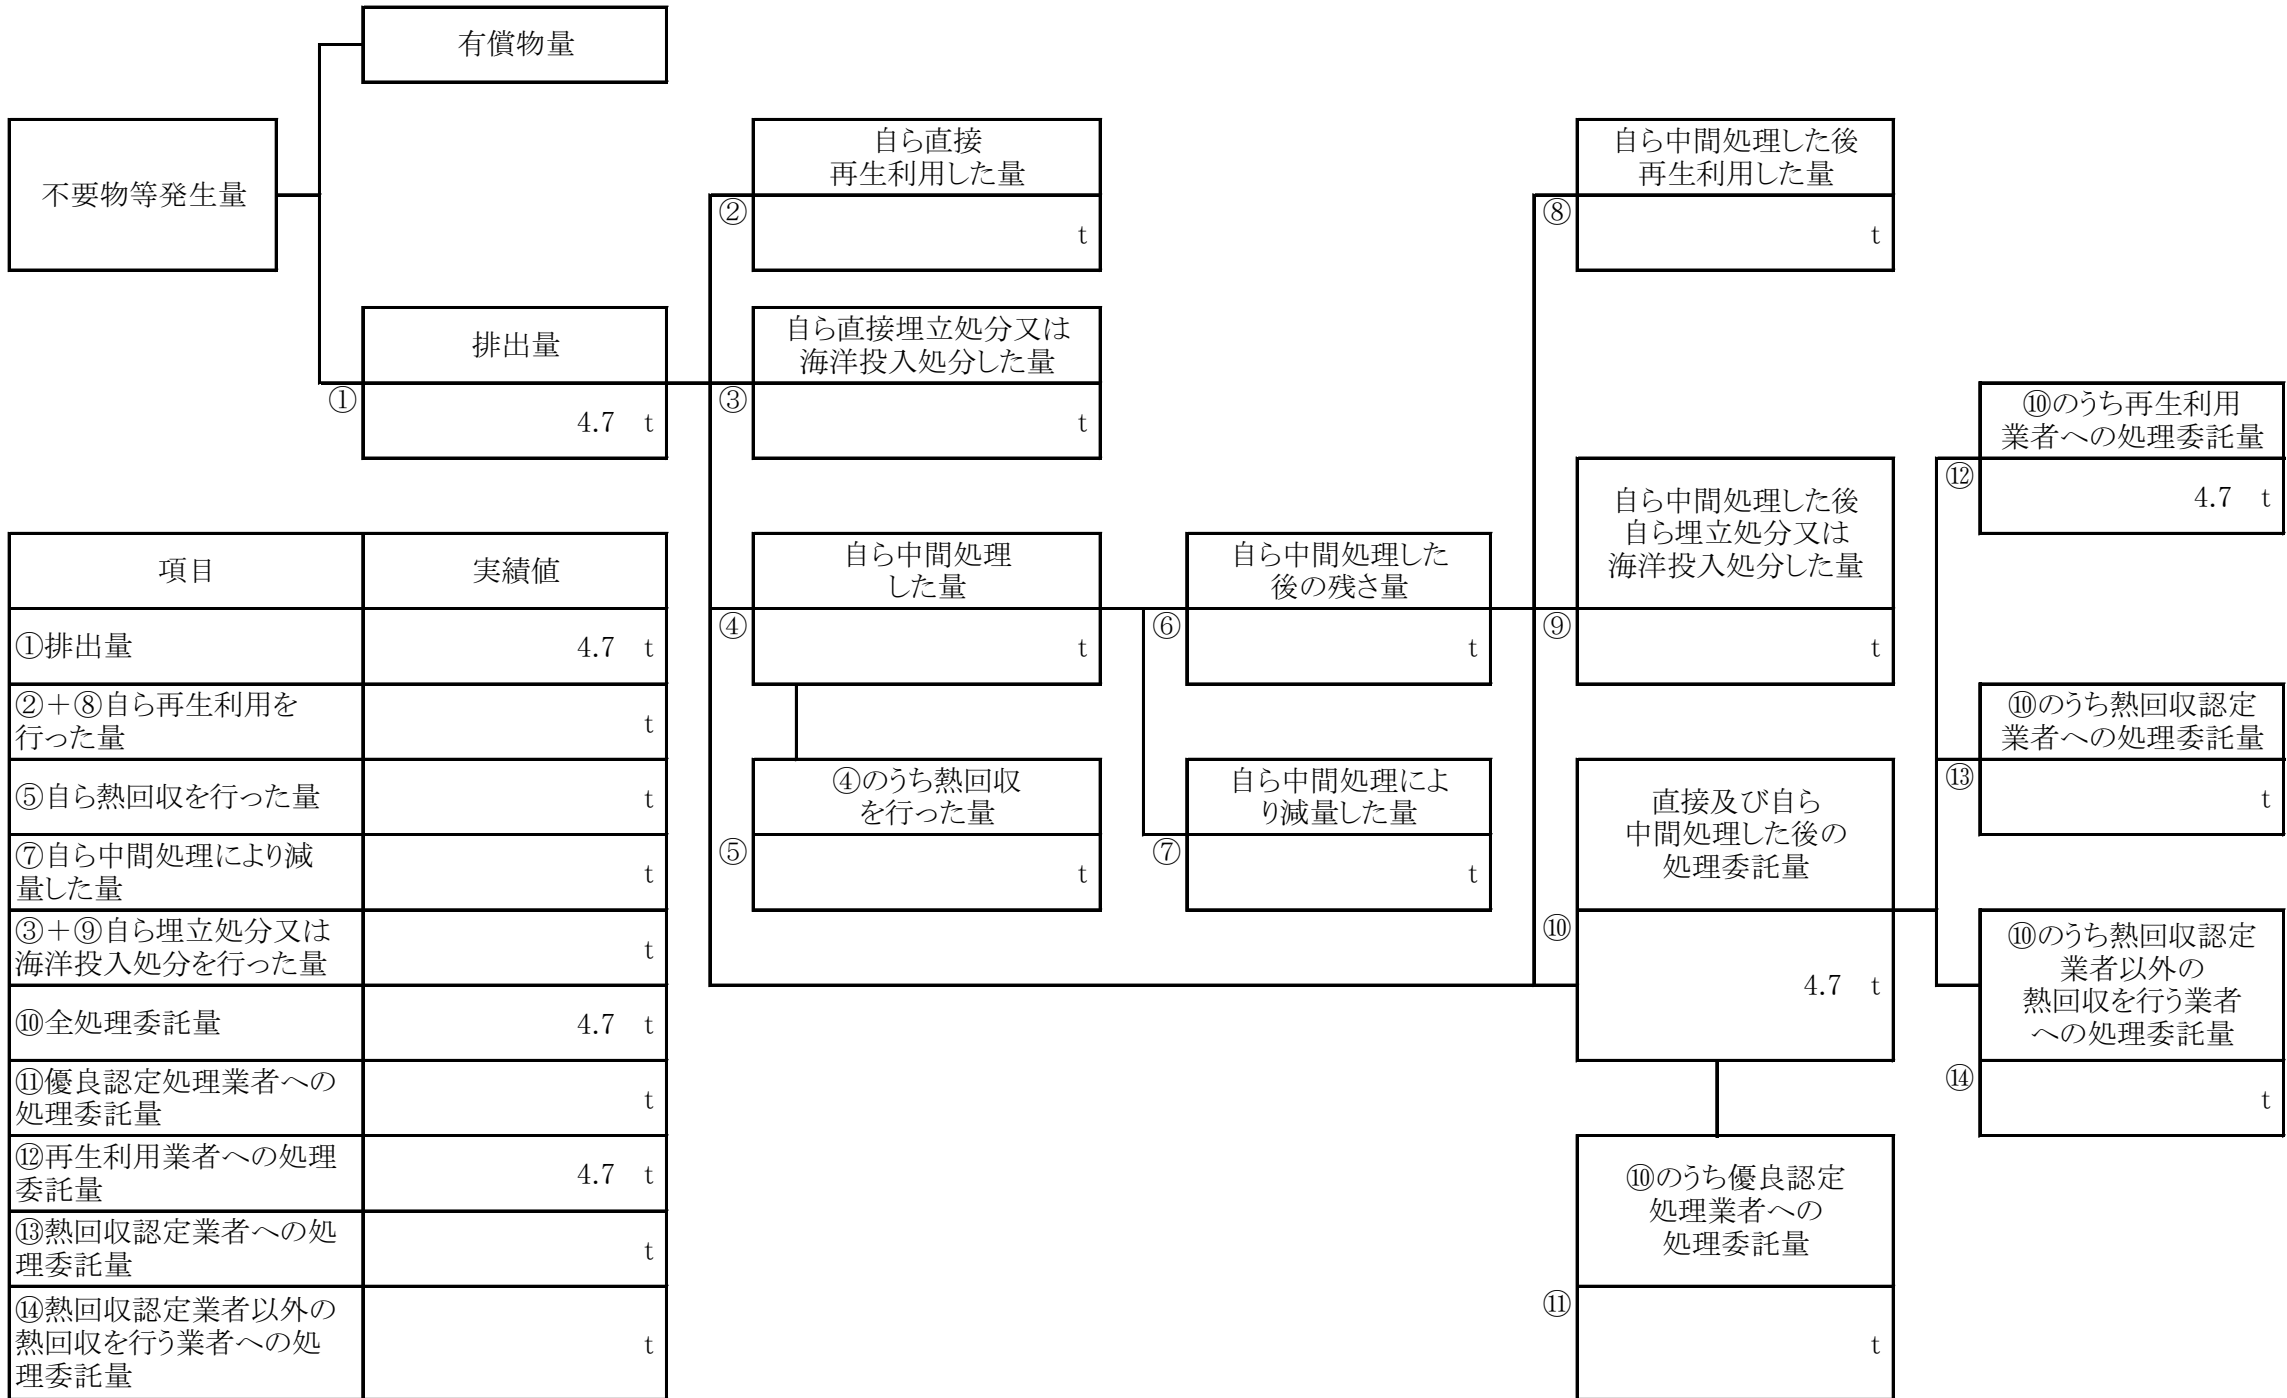 有償物量
不要物等発生量
排出量
①
4.7 t
自ら直接
再生利用した量
②
t
自ら直接埋立処分又は
海洋投入処分した量
③
t
自ら中間処理
した量
④
t
④のうち熱回収
を行った量
⑤
t
自ら中間処理した
後の残さ量
⑥
t
自ら中間処理によ
り減量した量
⑦
t
自ら中間処理した後
再生利用した量
⑧
t
自ら中間処理した後
自ら埋立処分又は
海洋投入処分した量
⑨
t
直接及び自ら
中間処理した後の
処理委託量
⑩
4.7 t
⑩のうち優良認定
処理業者への
処理委託量
⑪
t
⑩のうち再生利用
業者への処理委託量
⑫
4.7 t
⑩のうち熱回収認定
業者への処理委託量
⑬
t
⑩のうち熱回収認定
業者以外の
熱回収を行う業者
への処理委託量
⑭
t
項目 実績値
①排出量 4.7 t
②+⑧自ら再生利用を
行った量
t
⑤自ら熱回収を行った量 t
⑦自ら中間処理により減
量した量
t
③+⑨自ら埋立処分又は
海洋投入処分を行った量
t
⑩全処理委託量 4.7 t
⑪優良認定処理業者への
処理委託量
t
⑫再生利用業者への処理
委託量
4.7 t
⑬熱回収認定業者への処
理委託量
t
⑭熱回収認定業者以外の
熱回収を行う業者への処
理委託量
t